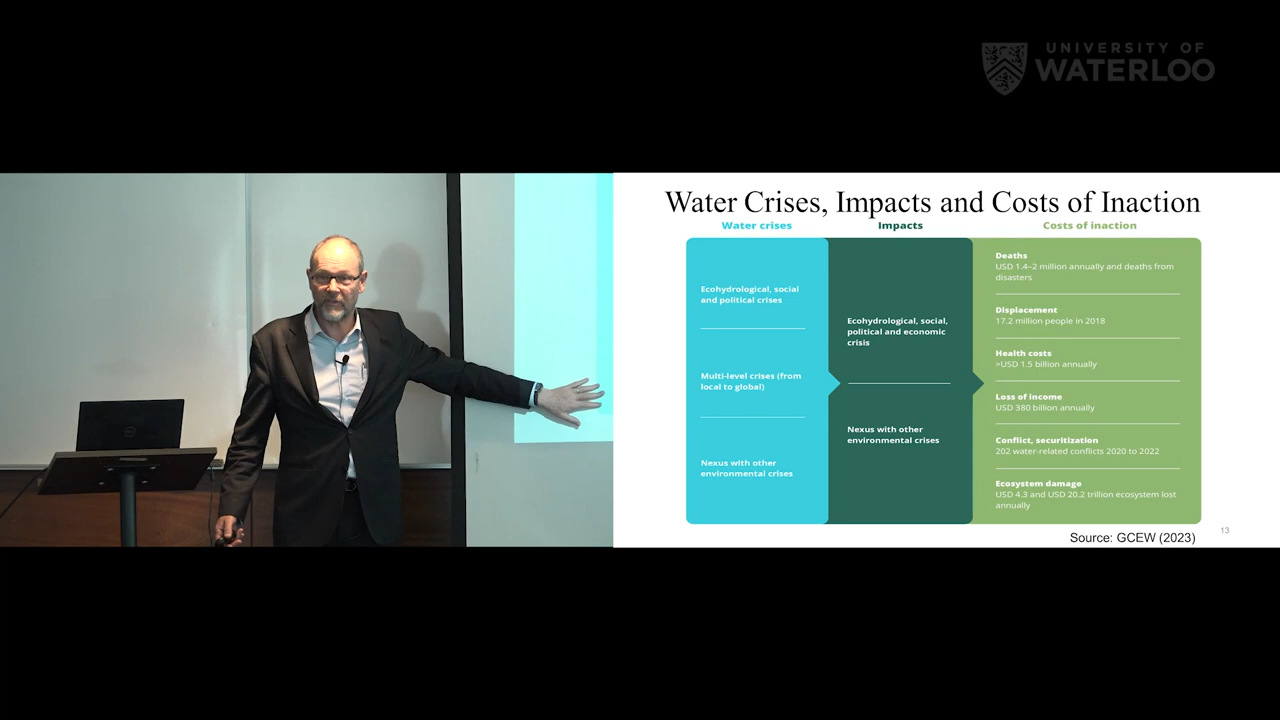 UNIVERSITY OF
WATERLOO
Water Crises, Impacts and Costs of Inaction
Water crises
Ecohydrological, social
and political crises
Multi-level crises (from
local to global)
Nexus with other
environmental crises
Impacts
Ecohydrological, social,
political and economic
crisis
Nexus with other
environmental crises
Costs of inaction
Deaths
USD 1.4–2 million annually and deaths from
disasters
Displacement
17.2 million people in 2018
Health costs
>USD 1.5 billion annually
Loss of income
USD 380 billion annually
Conflict, securitization
202 water-related conflicts 2020 to 2022
Ecosystem damage
USD 4.3 and USD 20.2 trillion ecosystem lost
annually
13
Source: GCEW (2023)